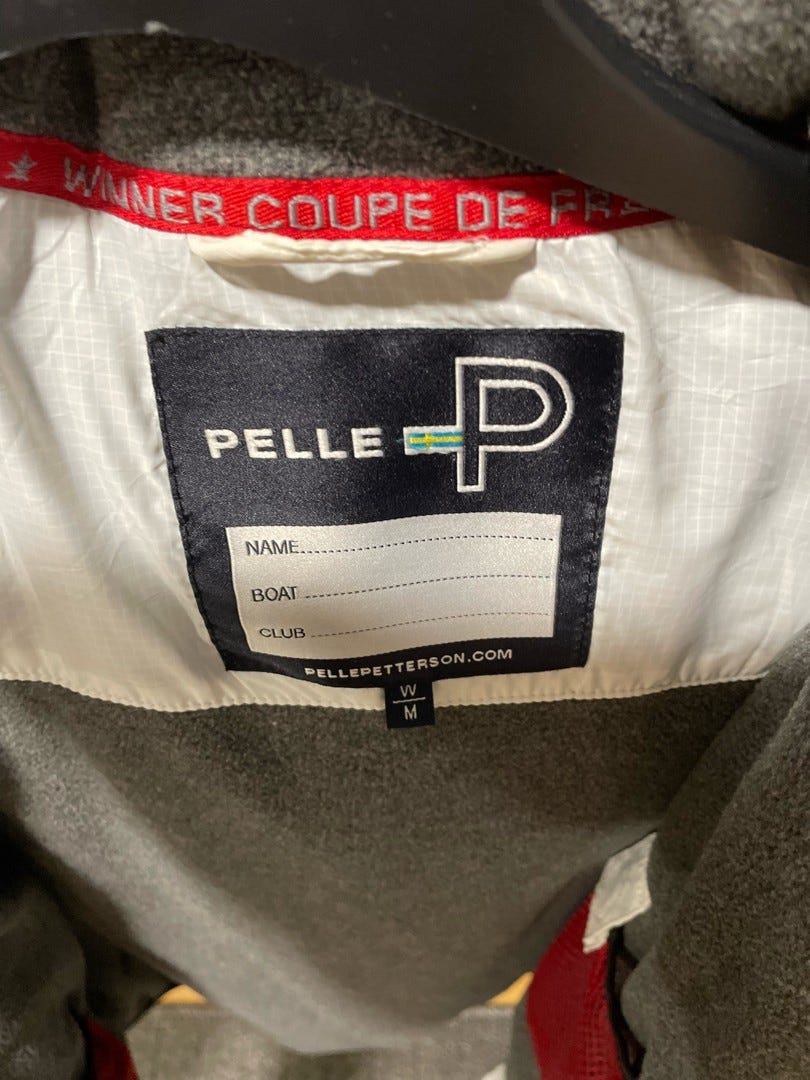 WINNER COUPE DE
PELLE P
NAME
BOAT
CLUB
PELLEPETTERSON.COM
W
M